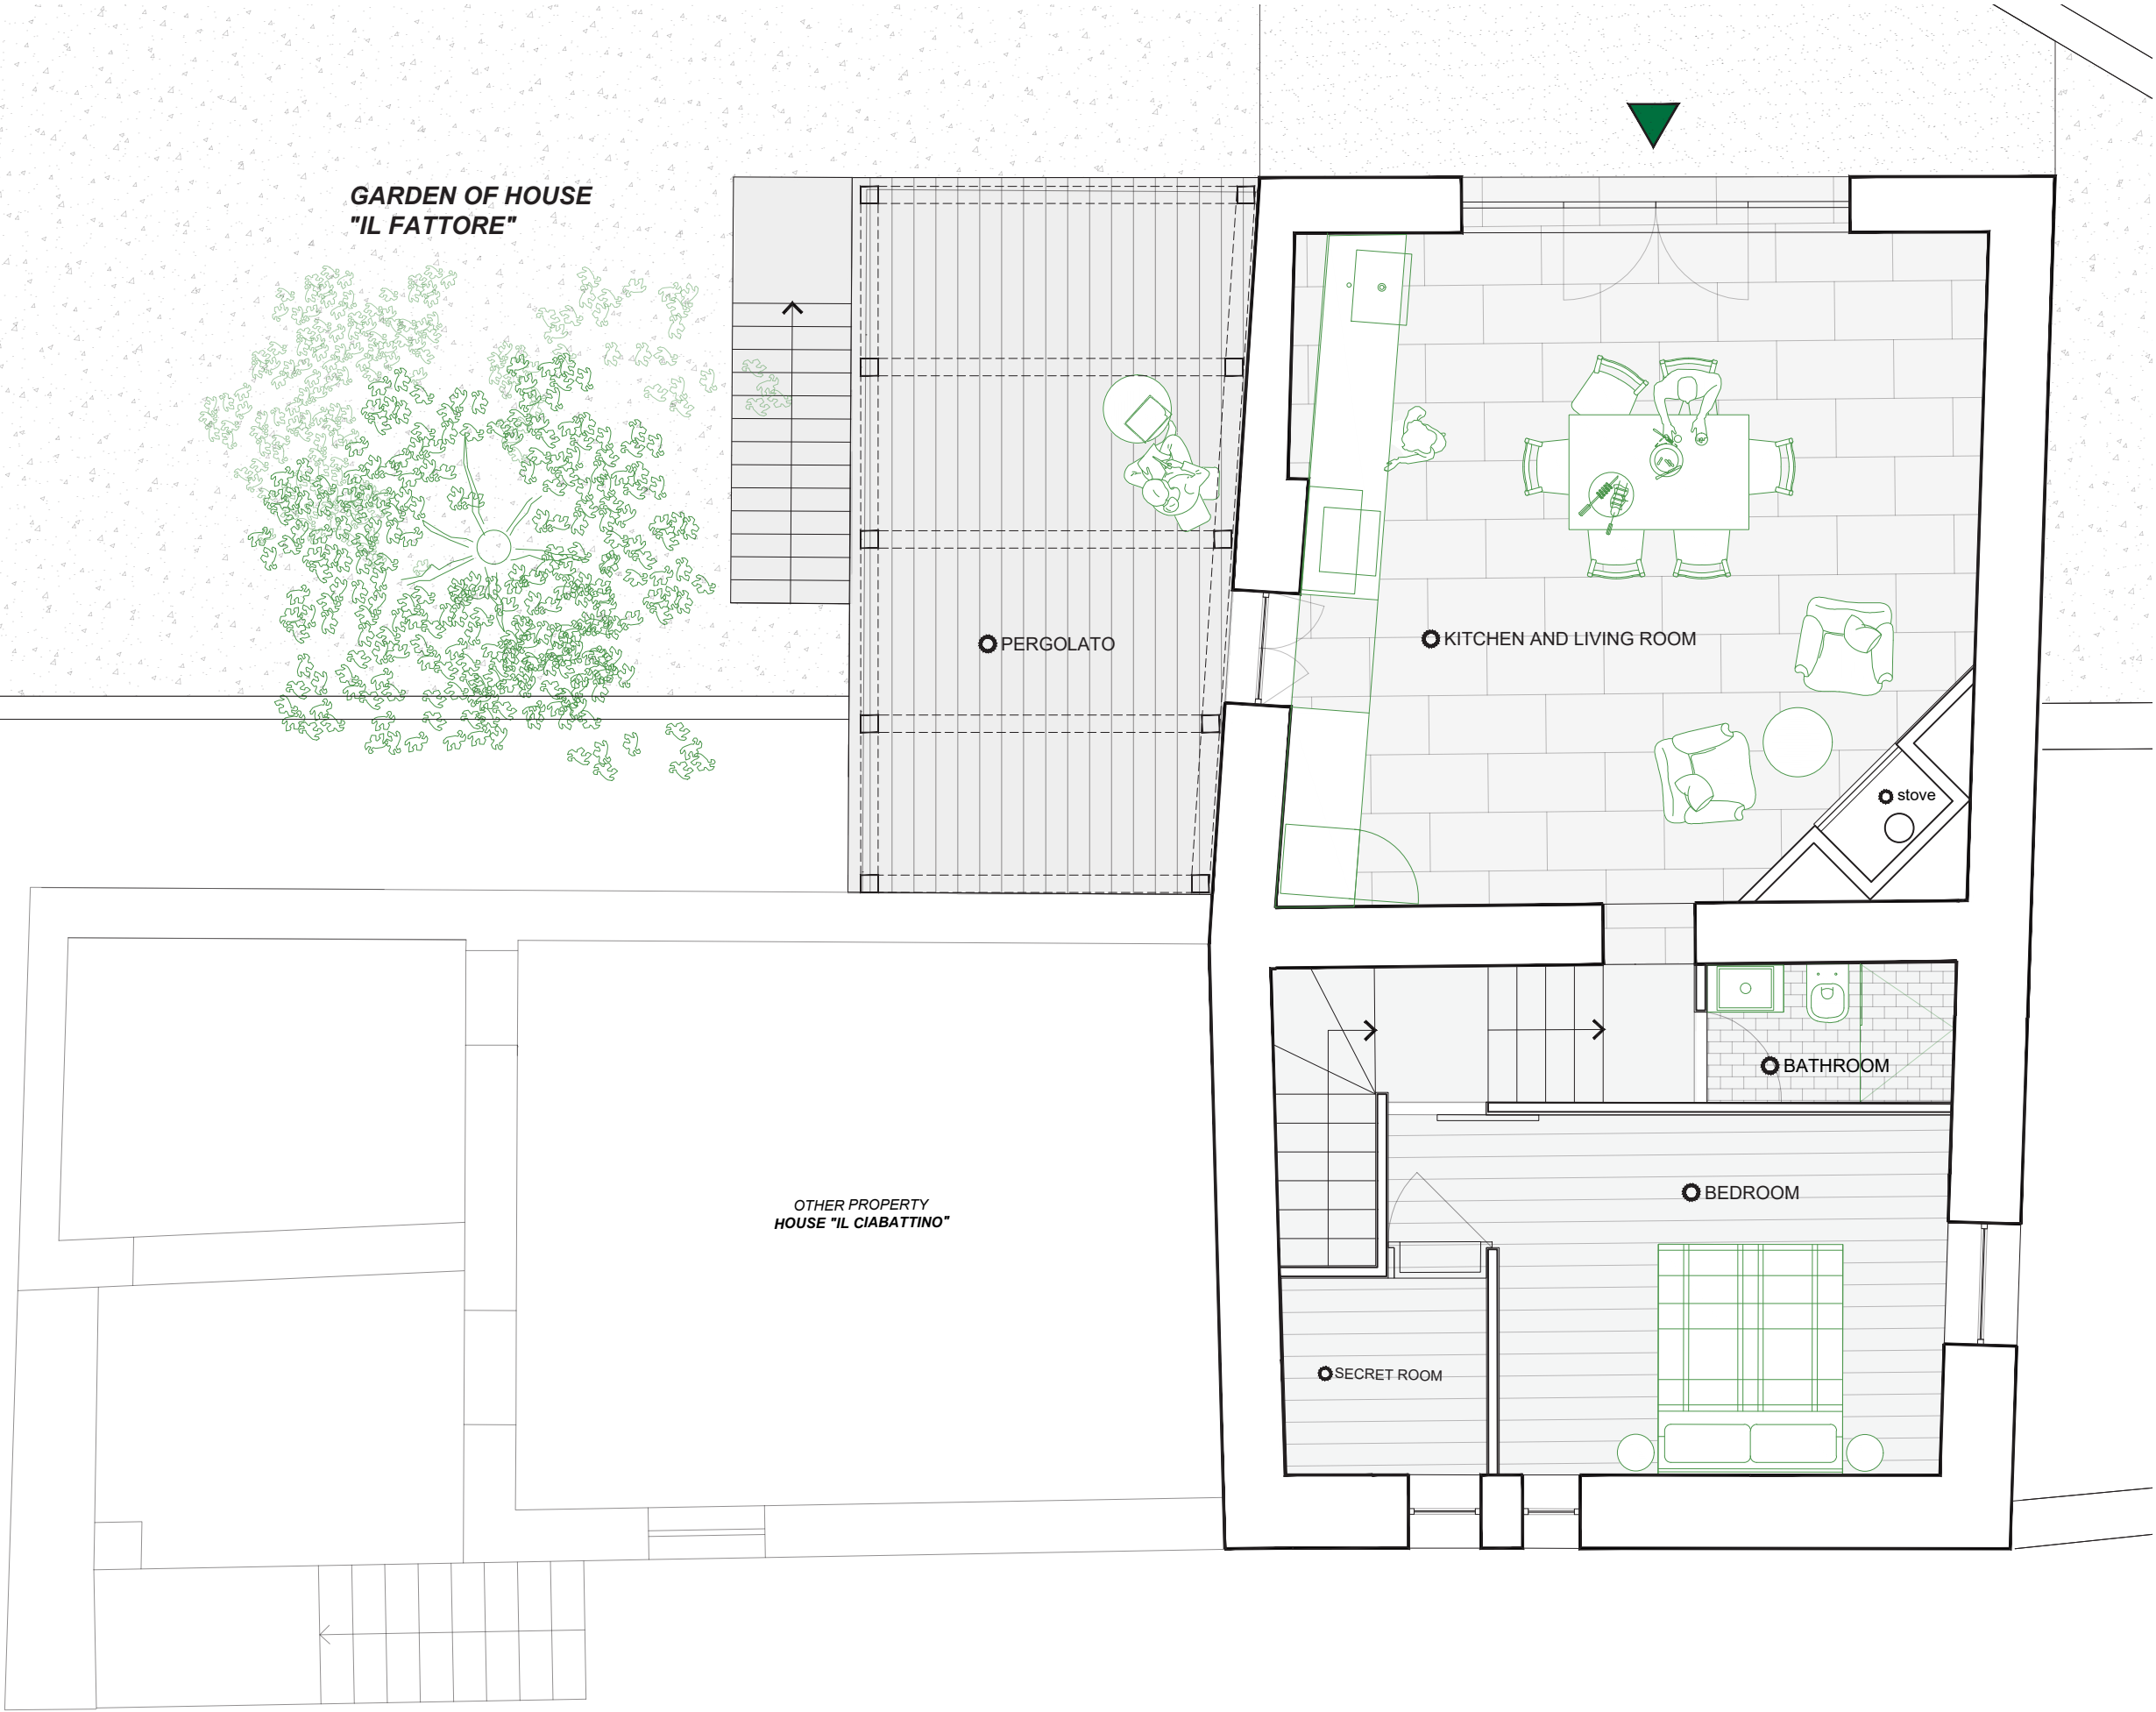 GARDEN OF HOUSE
"IL FATTORE"
PERGOLATO
KITCHEN AND LIVING ROOM
stove
BATHROOM
BEDROOM
OTHER PROPERTY
HOUSE "IL CIABATTINO"
SECRET ROOM